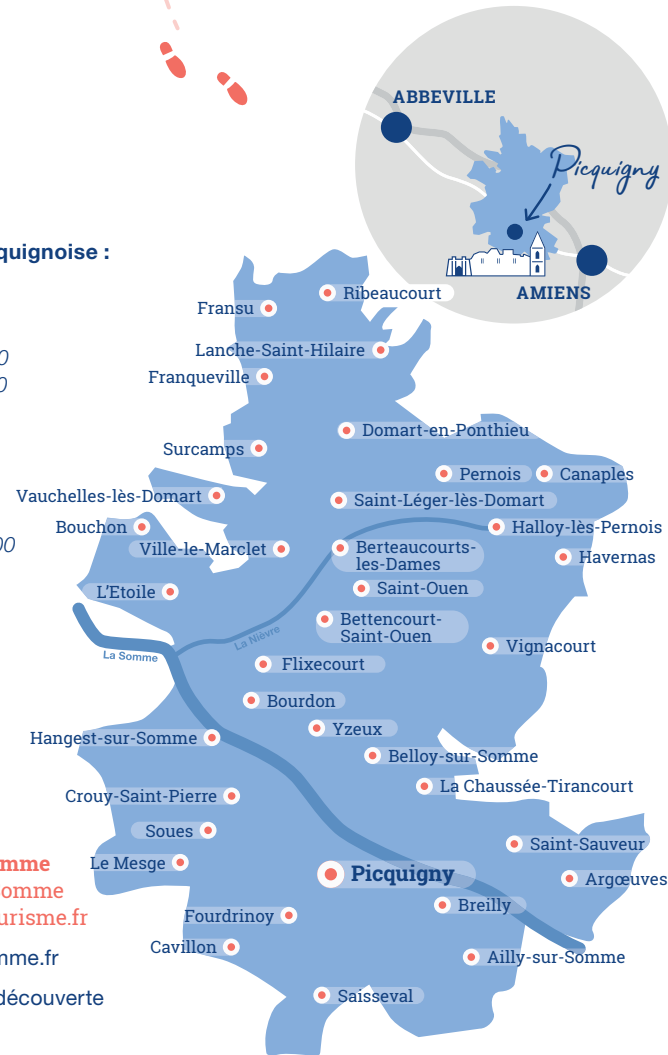 ABBEVILLE
Picquigny
AMIENS
quignoise :
0
0
00
Ribeaucourt
Fransu
Lanche-Saint-Hilaire
Franqueville
Domart-en-Ponthieu
Surcamps
Pernois
Canaples
Vauchelles-lès-Domart
Saint-Léger-lès-Domart
Bouchon
Halloy-lès-Pernois
Ville-le-Marclet
Berteaucourts-
les-Dames
Havernas
L'Etoile
Saint-Ouen
Bettencourt-
Saint-Ouen
La Nièvre
Vignacourt
La Somme
Flixecourt
Bourdon
Yzeux
Hangest-sur-Somme
Belloy-sur-Somme
La Chaussée-Tirancourt
Crouy-Saint-Pierre
Soues
Saint-Sauveur
Le Mesge
Picquigny
Argœuves
Breilly
Fourdrinoy
Cavillon
Ailly-sur-Somme
Saisseval
mme
omme
urisme.fr
mme.fr
découverte